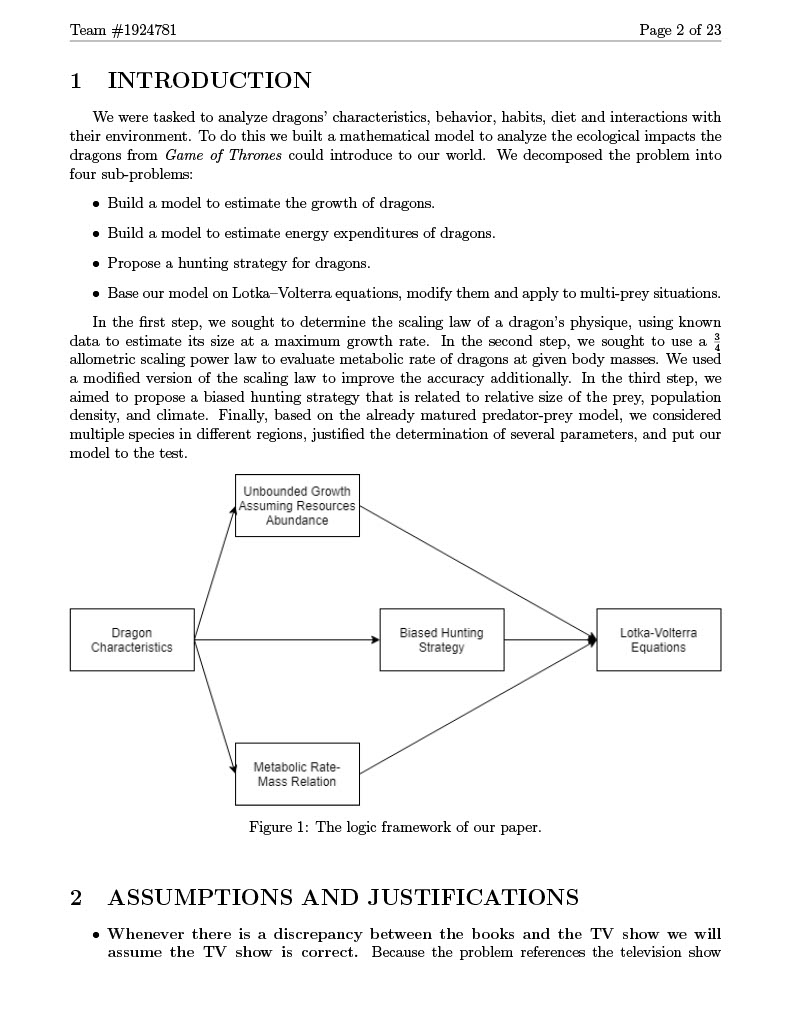 Team #1924781 Page 2 of 23
1 INTRODUCTION
We were tasked to analyze dragons' characteristics, behavior, habits, diet and interactions with
their environment. To do this we built a mathematical model to analyze the ecological impacts the
dragons from Game of Thrones could introduce to our world. We decomposed the problem into
four sub-problems:
• Build a model to estimate the growth of dragons.
• Build a model to estimate energy expenditures of dragons.
• Propose a hunting strategy for dragons.
• Base our model on Lotka–Volterra equations, modify them and apply to multi-prey situations.
In the first step, we sought to determine the scaling law of a dragon's physique, using known
data to estimate its size at a maximum growth rate. In the second step, we sought to use a 3/4
allometric scaling power law to evaluate metabolic rate of dragons at given body masses. We used
a modified version of the scaling law to improve the accuracy additionally. In the third step, we
aimed to propose a biased hunting strategy that is related to relative size of the prey, population
density, and climate. Finally, based on the already matured predator-prey model, we considered
multiple species in different regions, justified the determination of several parameters, and put our
model to the test.
Unbounded Growth
Assuming Resources
Abundance
Dragon
Characteristics
Biased Hunting
Strategy
Lotka-Volterra
Equations
Metabolic Rate-
Mass Relation
Figure 1: The logic framework of our paper.
2 ASSUMPTIONS AND JUSTIFICATIONS
• Whenever there is a discrepancy between the books and the TV show we will
assume the TV show is correct. Because the problem references the television show